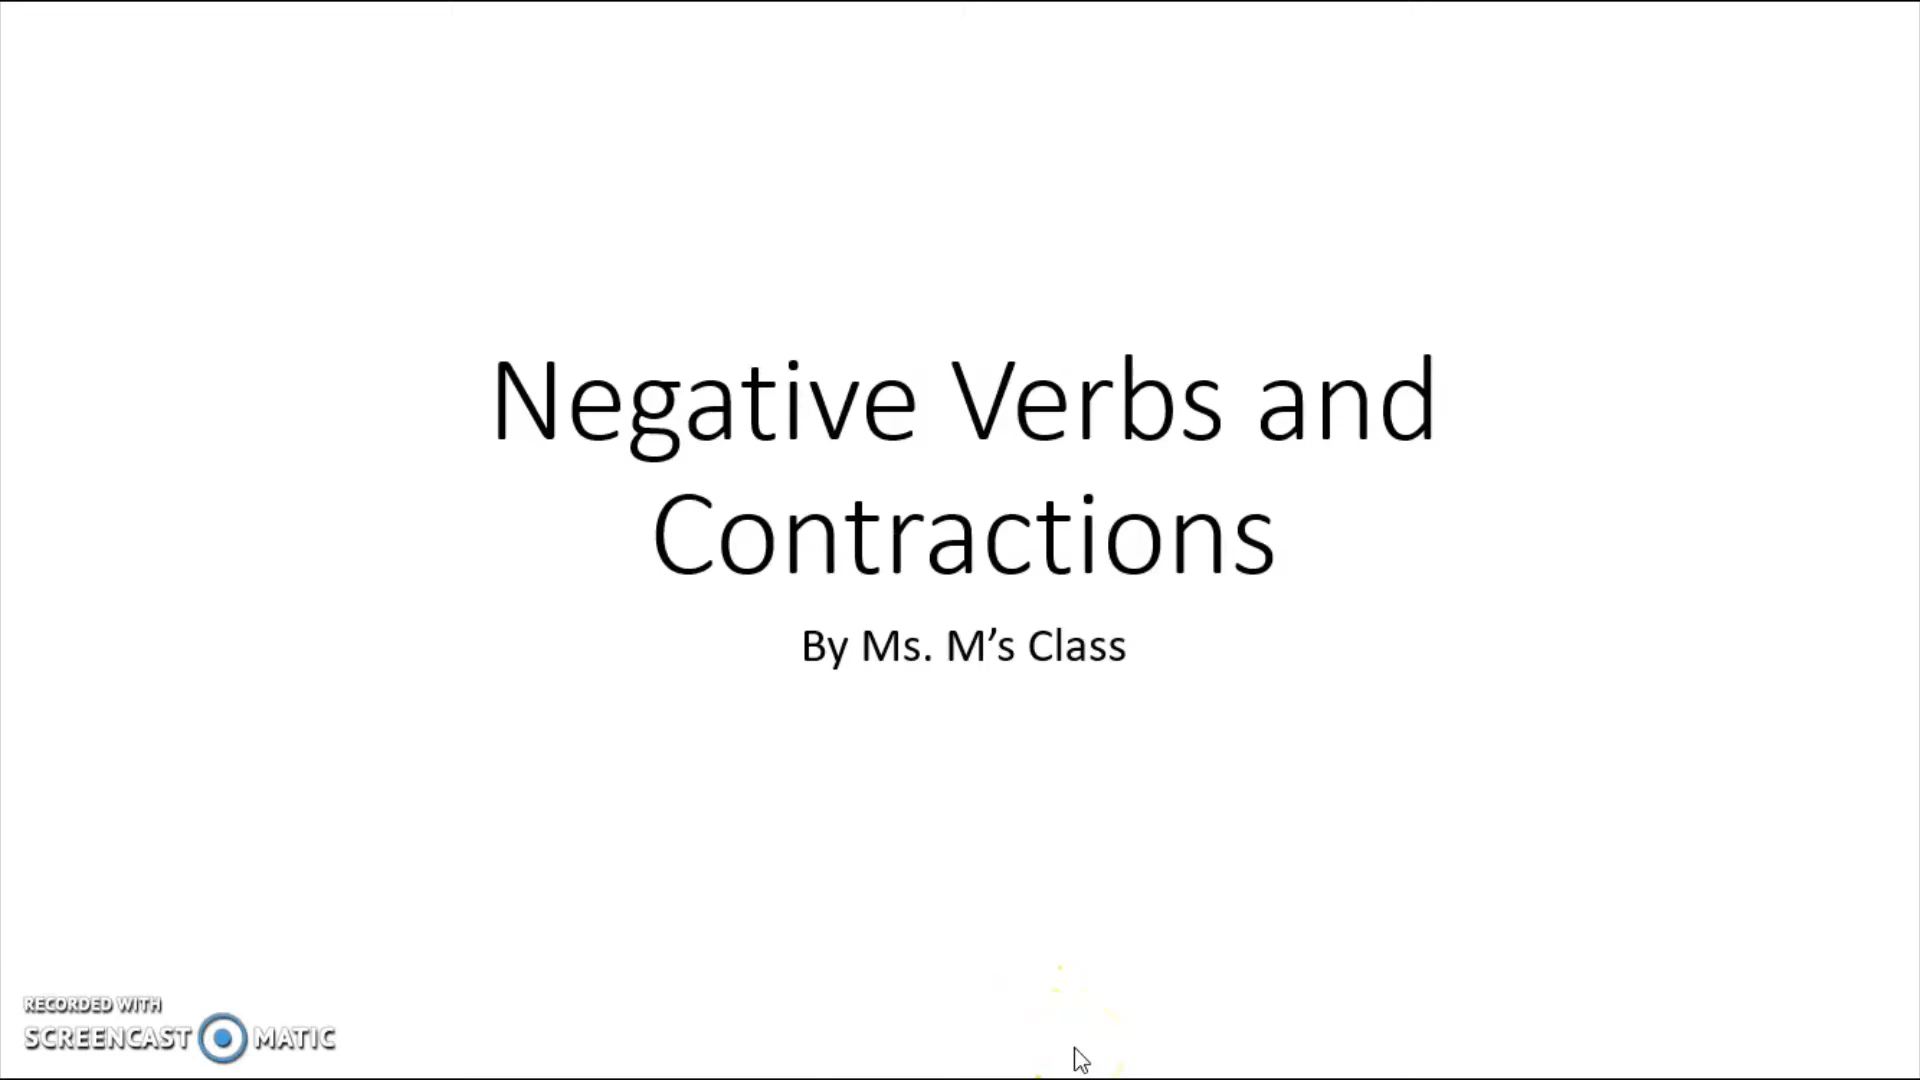 Negative Verbs and
Contractions
By Ms. M’s Class
RECORDED WITH
SCREENCAST MATIC